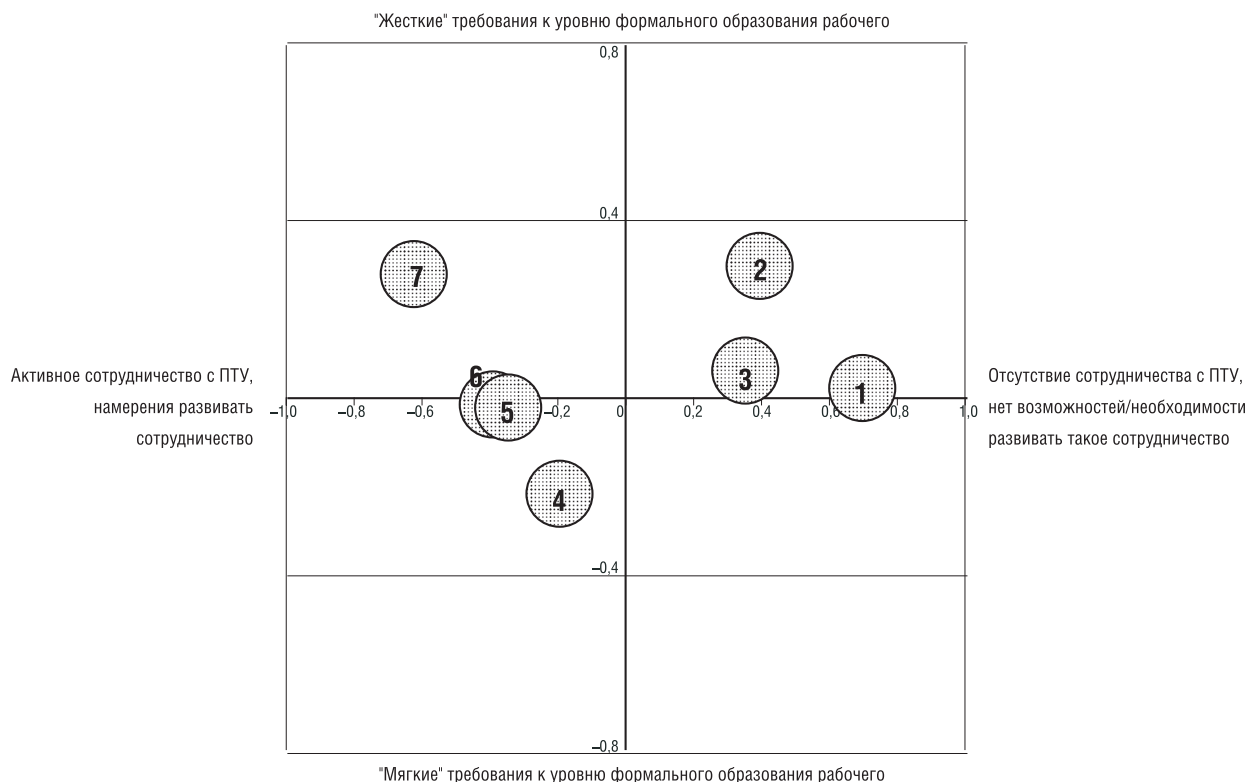 "Жесткие" требования к уровню формального образования рабочего
0,8
0,4
7
2
6
3
1
5
Активное сотрудничество с ПТУ,
намерения развивать
сотрудничество
Отсутствие сотрудничества с ПТУ,
нет возможностей/необходимости
развивать такое сотрудничество
–1,0 –0,8 –0,6 –0,2 0 0,2 0,4 0,6 0,8 1,0
4
–0,4
–0,8
"Мягкие" требования к уровню формального образования рабочего